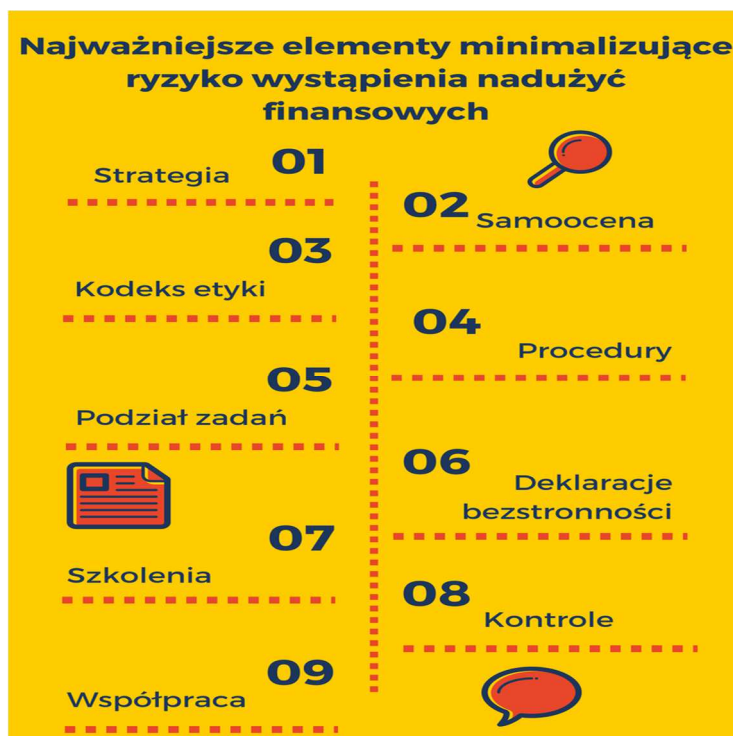 Najważniejsze elementy minimalizujące
ryzyko wystąpienia nadużyć
finansowych
01
Strategia
02
Samoocena
03
Kodeks etyki
04
Procedury
05
Podział zadań
06
Deklaracje
bezstronności
07
Szkolenia
08
Kontrole
09
Współpraca